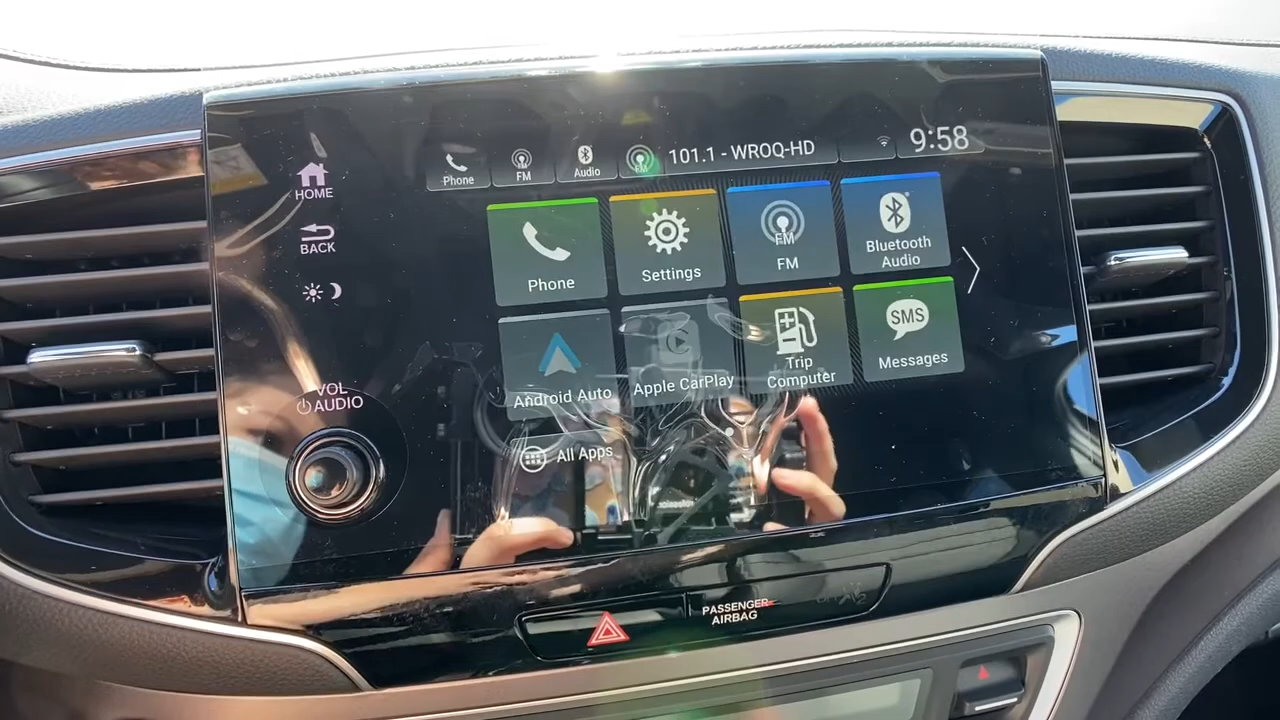 HOME
BACK
VOL
AUDIO
Phone
FM
Audio
FM
101.1 - WROQ-HD
9:58
Phone
Settings
FM
FM
Bluetooth
Audio
Android Auto
Apple CarPlay
Trip
Computer
SMS
Messages
All Apps
PASSENGER
AIRBAG